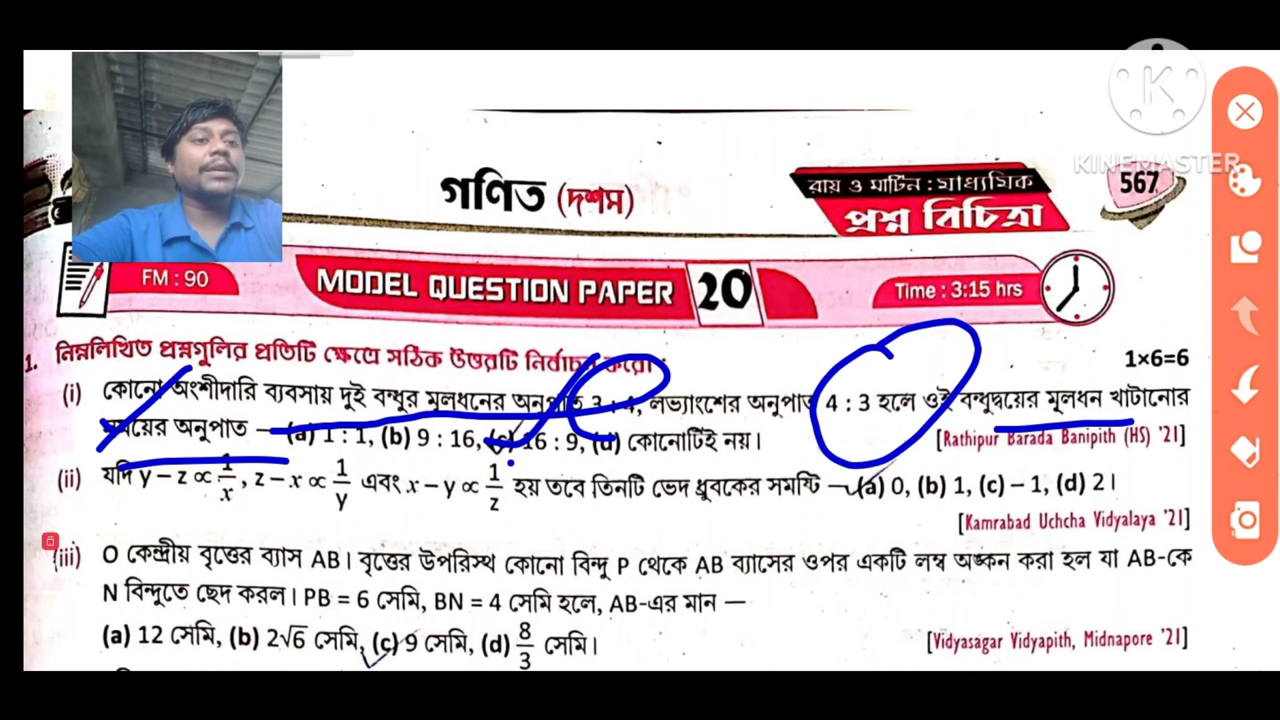 KINEMASTER
গণিত (দশম)
রায় ও মার্টিন : মাধ্যমিক
প্রশ্ন বিচিত্রা
567
FM : 90
MODEL QUESTION PAPER 20
Time : 3:15 hrs
1. নিম্নলিখিত প্রশ্নগুলির প্রতিটি ক্ষেত্রে সঠিক উত্তরটি নির্বাচন করো : 1×6=6
(i) কোনো অংশীদারি ব্যবসায় দুই বন্ধুর মূলধনের অনুপাত 3 : 4, লভ্যাংশের অনুপাত 4 : 3 হলে ওই বন্ধুদ্বয়ের মূলধন খাটানোর
সময়ের অনুপাত — (a) 1 : 1, (b) 9 : 16, (c) 16 : 9, (d) কোনোটিই নয়।
[Rathipur Barada Banipith (HS) '21]
(ii) যদি y – z ∝ 1/x, z – x ∝ 1/y এবং x – y ∝ 1/z হয় তবে তিনটি ভেদ ধ্রুবকের সমষ্টি — (a) 0, (b) 1, (c) – 1, (d) 2।
[Kamrabad Uchcha Vidyalaya '21]
(iii) O কেন্দ্রীয় বৃত্তের ব্যাস AB। বৃত্তের উপরিস্থ কোনো বিন্দু P থেকে AB ব্যাসের ওপর একটি লম্ব অঙ্কন করা হল যা AB-কে
N বিন্দুতে ছেদ করল। PB = 6 সেমি, BN = 4 সেমি হলে, AB-এর মান —
(a) 12 সেমি, (b) 2√6 সেমি, (c) 9 সেমি, (d) 8/3 সেমি।
[Vidyasagar Vidyapith, Midnapore '21]